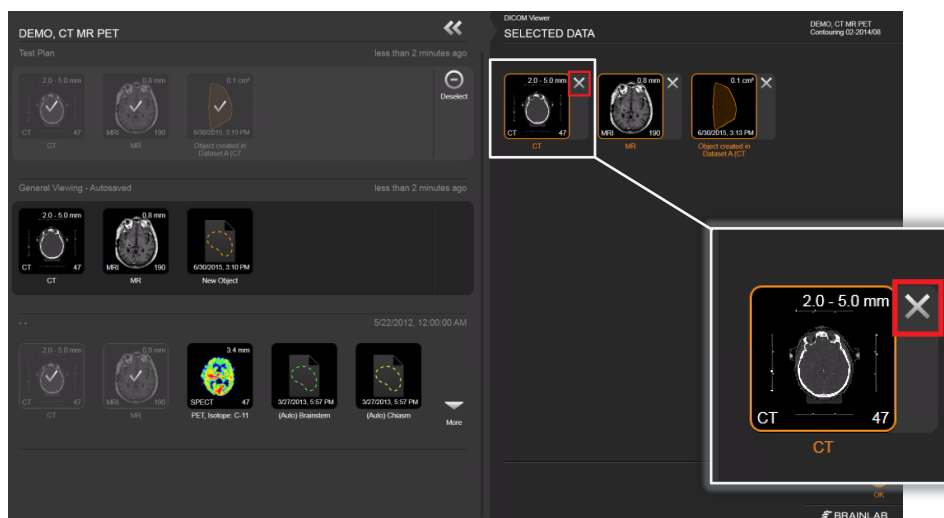 DEMO, CT MR PET
Test Plan
less than 2 minutes ago
2.0 - 5.0 mm
CT
47
CT
0.8 mm
MRI
190
MR
0.1 cm³
6/30/2015, 3:13 PM
Object created in
Dataset A (CT
Deselect
General Viewing - Autosaved
less than 2 minutes ago
2.0 - 5.0 mm
CT
47
CT
0.8 mm
MRI
190
MR
6/30/2015, 3:10 PM
New Object
- -
5/22/2012, 12:00:00 AM
2.0 - 5.0 mm
CT
47
CT
0.8 mm
MRI
190
MR
3.4 mm
SPECT
47
PET, Isotope: C-11
3/27/2013, 5:57 PM
(Auto) Brainstem
3/27/2013, 5:57 PM
(Auto) Chiasm
More
DICOM Viewer
SELECTED DATA
DEMO, CT MR PET
Contouring 02-2014/08
2.0 - 5.0 mm
CT
47
CT
0.8 mm
MRI
190
MR
0.1 cm³
6/30/2015, 3:13 PM
Object created in
Dataset A (CT
2.0 - 5.0 mm
CT
47
CT
OK
BRAINLAB